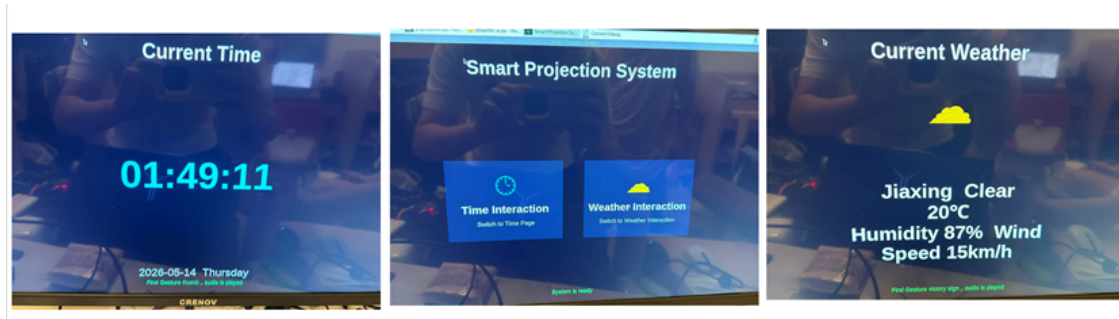 Current Time
01:49:11
2026-05-14 Thursday
Find Gesture thumb , audio is played
CRENOV
Smart Projection System
Time Interaction
Switch to Time Page
Weather Interaction
Switch to Weather Interaction
System is ready
Current Weather
Jiaxing Clear
20℃
Humidity 87% Wind
Speed 15km/h
Find Gesture victory sign , audio is played